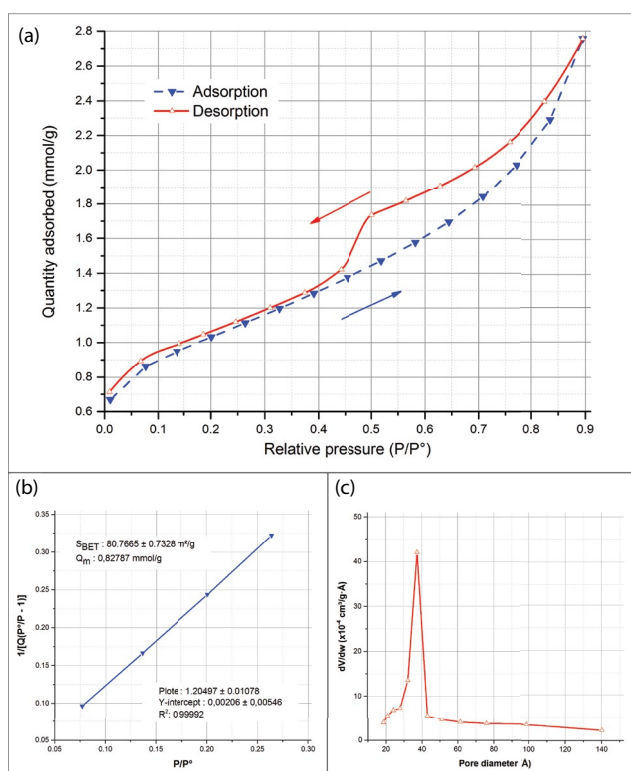 (a)
2.8
2.4
2.2
2.0
1.8
1.6
1.4
1.2
1.0
0.8
0.6
Quantity adsorbed (mmol/g)
Adsorption
Desorption
0.0 0.1 0.2 0.3 0.4 0.5 0.6 0.7 0.8 0.9
Relative pressure (P/P°)
(b)
0.35
0.30
0.25
0.15
0.10
0.05
1/[Q(P°/P - 1)]
SBET : 80.7665 ± 0.7328 m²/g
Qm : 0,82787 mmol/g
Plote : 1.20497 ± 0.01078
Y-intercept : 0,00206 ± 0,00546
R²: 099992
0.05 0.10 0.15 0.20 0.25 0.30
P/P°
(c)
50
40
30
20
10
0
dV/dw (x10⁻⁴ cm³/g·Å)
20 40 60 80 100 120 140
Pore diameter Å)